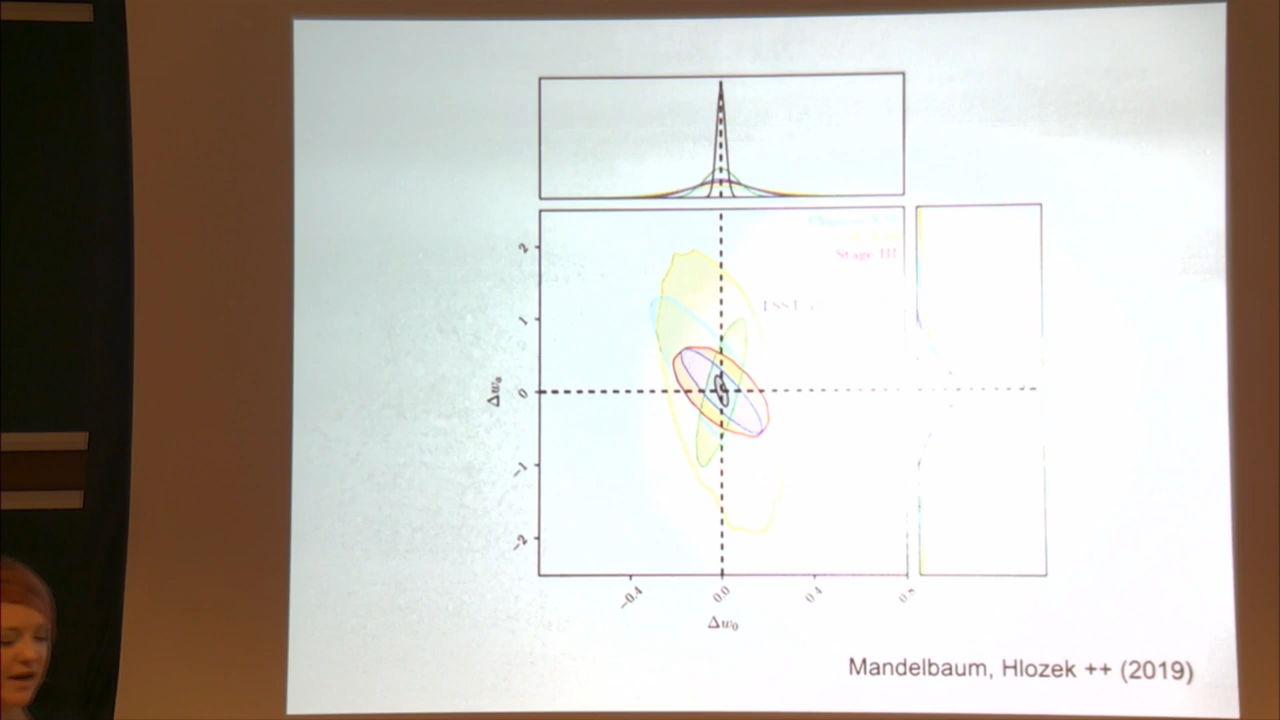 Stage III
2
1
0
−1
−2
Δwₐ
−0.4
0.0
0.4
0.8
Δw₀
Mandelbaum, Hlozek ++ (2019)